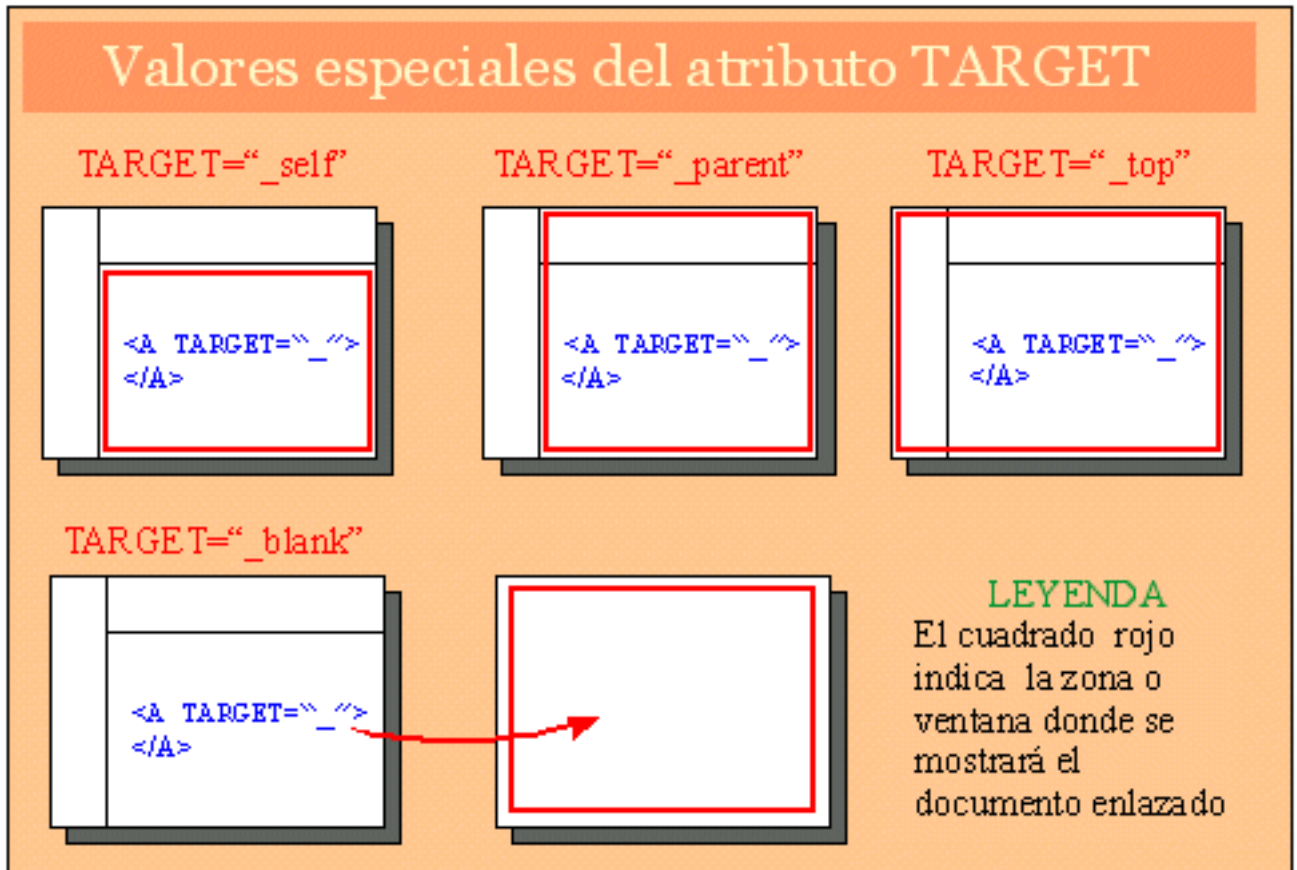 Valores especiales del atributo TARGET
TARGET=“_self”
TARGET=“_parent”
TARGET=“_top”
<A TARGET=“_”>
</A>
<A TARGET=“_”>
</A>
<A TARGET=“_”>
</A>
TARGET=“_blank”
<A TARGET=“_”>
</A>
LEYENDA
El cuadrado rojo
indica la zona o
ventana donde se
mostrará el
documento enlazado